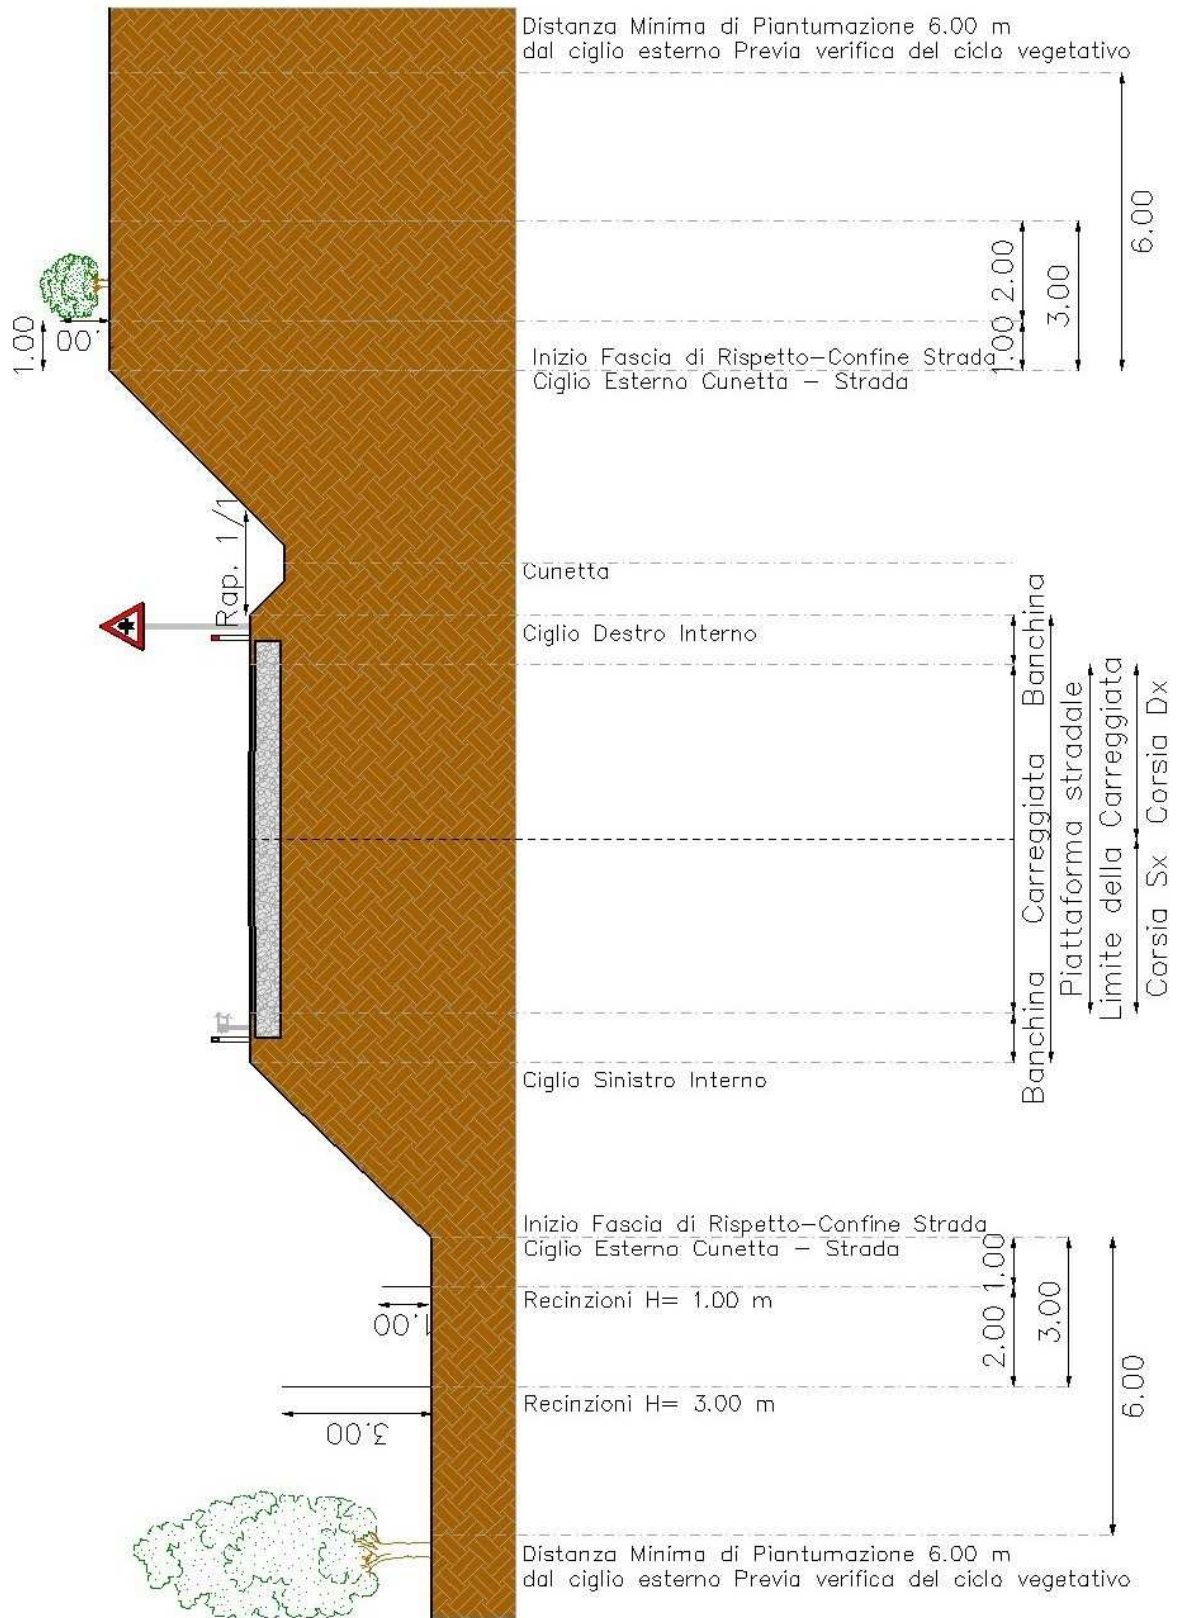 Distanza Minima di Piantumazione 6.00 m
dal ciglio esterno Previa verifica del ciclo vegetativo
6.00
2.00
3.00
1.00
1.00
.00
Inizio Fascia di Rispetto-Confine Strada
Ciglio Esterno Cunetta - Strada
Rap. 1/1
Cunetta
Ciglio Destro Interno
Banchina
Carreggiata
Banchina
Piattaforma stradale
Limite della Carreggiata
Corsia Dx
Corsia Sx
Ciglio Sinistro Interno
Inizio Fascia di Rispetto-Confine Strada
Ciglio Esterno Cunetta - Strada
1.00
Recinzioni H= 1.00 m
1.00
2.00
3.00
Recinzioni H= 3.00 m
3.00
6.00
Distanza Minima di Piantumazione 6.00 m
dal ciglio esterno Previa verifica del ciclo vegetativo